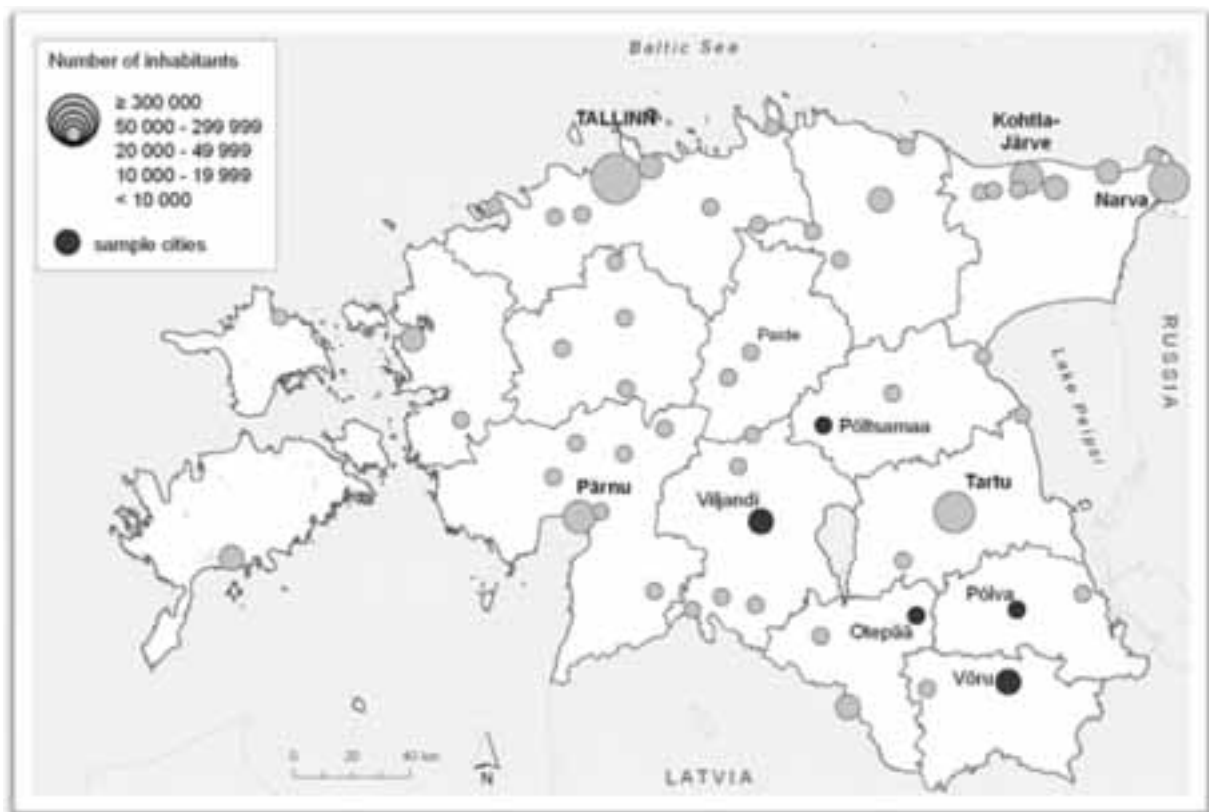 Baltic Sea
Number of inhabitants
≥ 300 000
50 000 - 299 999
20 000 - 49 999
10 000 - 19 999
< 10 000
sample cities
TALLINN
Kohtla-
Järve
Narva
RUSSIA
Lake Peipsi
Paide
Põltsamaa
Pärnu
Viljandi
Tartu
Põlva
Otepää
Võru
0 20 40 km
N
LATVIA